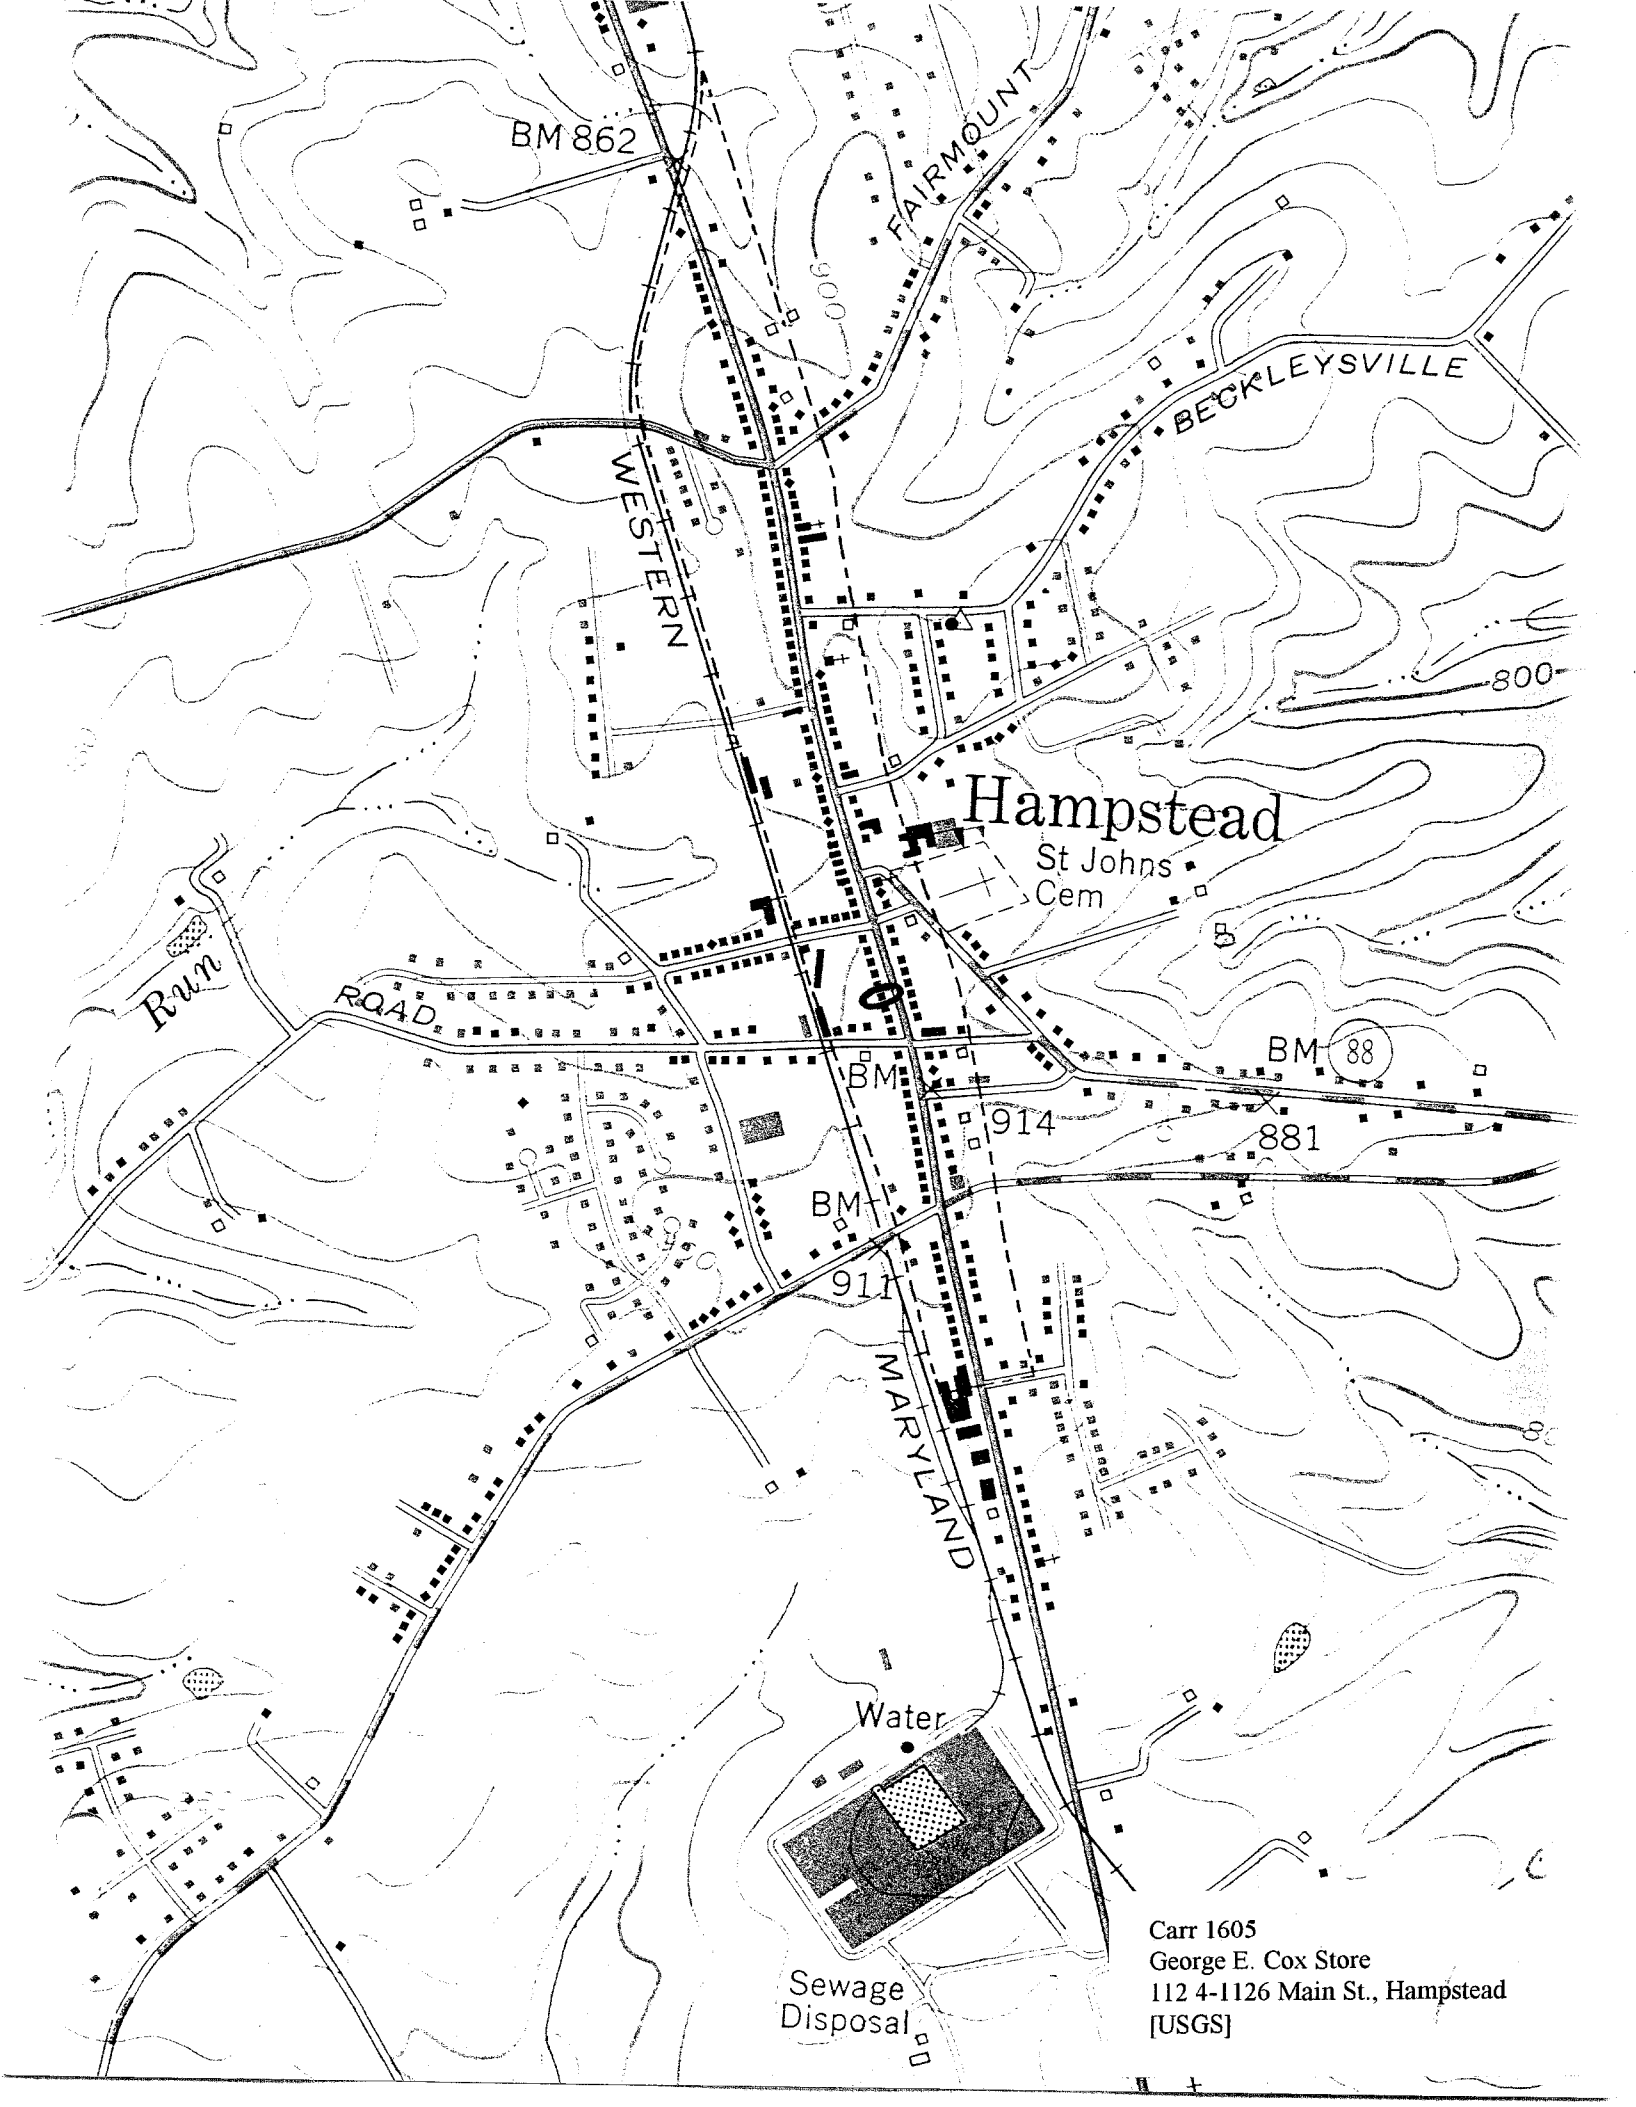 BM 862
FAIRMOUNT
900
BECKLEYSVILLE
WESTERN
800
Hampstead
St Johns
Cem
Run
ROAD
BM
88
BM
914
881
BM
911
MARYLAND
Water
Sewage
Disposal
Carr 1605
George E. Cox Store
112 4-1126 Main St., Hampstead
[USGS]